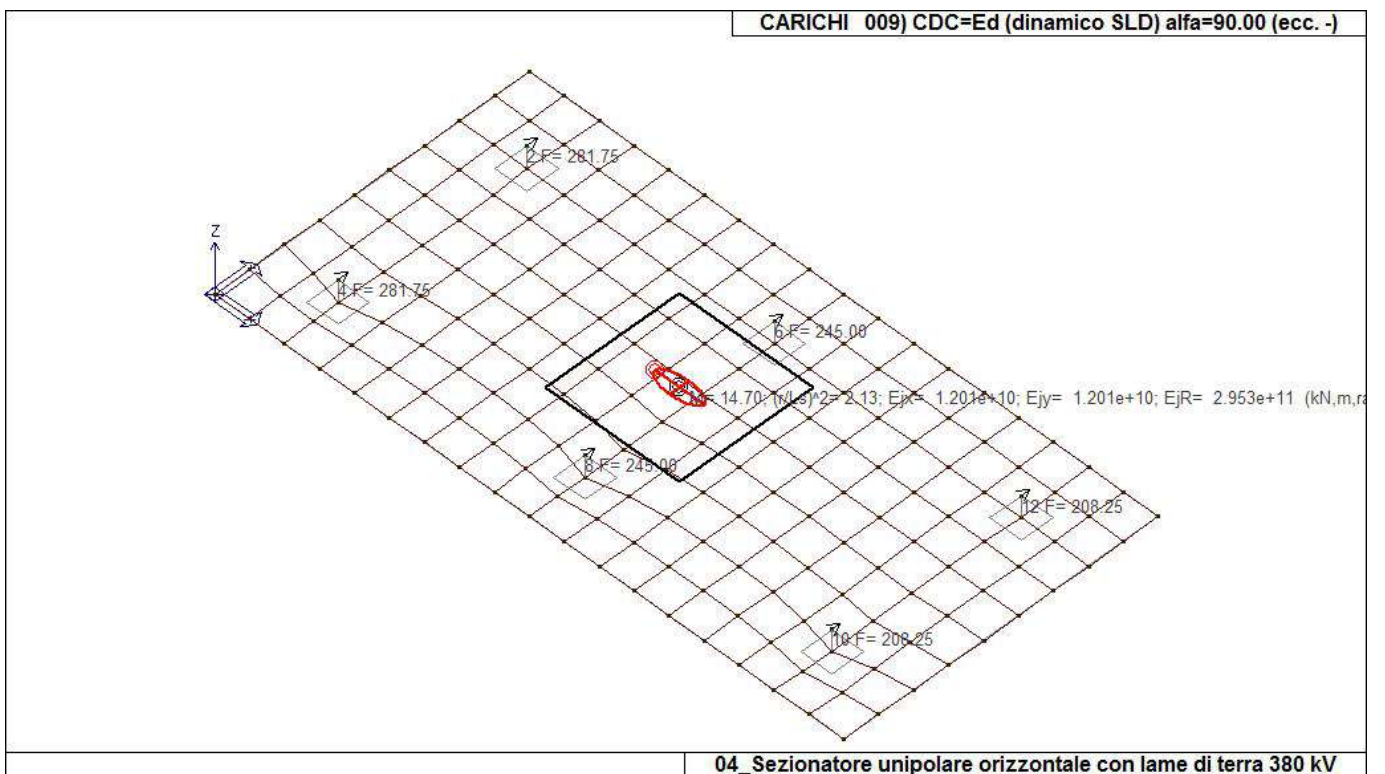 CARICHI 009) CDC=Ed (dinamico SLD) alfa=90.00 (ecc. -)
2 F= 281.75
Z
4 F= 281.75
6 F= 245.00
= 14.70; (r/Ls)^2= 2.13; Ejx= 1.201e+10; Ejy= 1.201e+10; EjR= 2.953e+11 (kN,m,ra
8 F= 245.00
12 F= 208.25
10 F= 208.25
04_Sezionatore unipolare orizzontale con lame di terra 380 kV